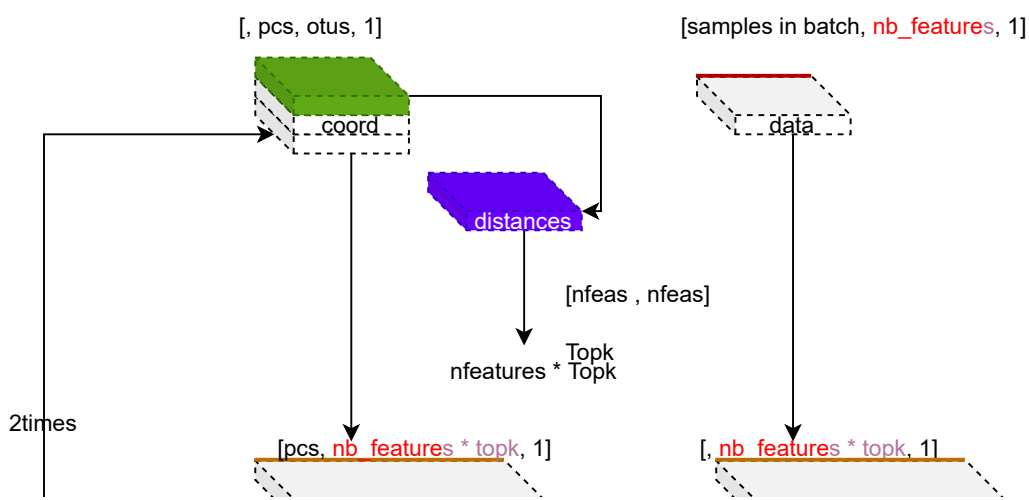 [, pcs, otus, 1]
[samples in batch, nb_features, 1]
coord
data
distances
[nfeas , nfeas]
Topk
nfeatures * Topk
2times
[pcs, nb_features * topk, 1]
[, nb_features * topk, 1]